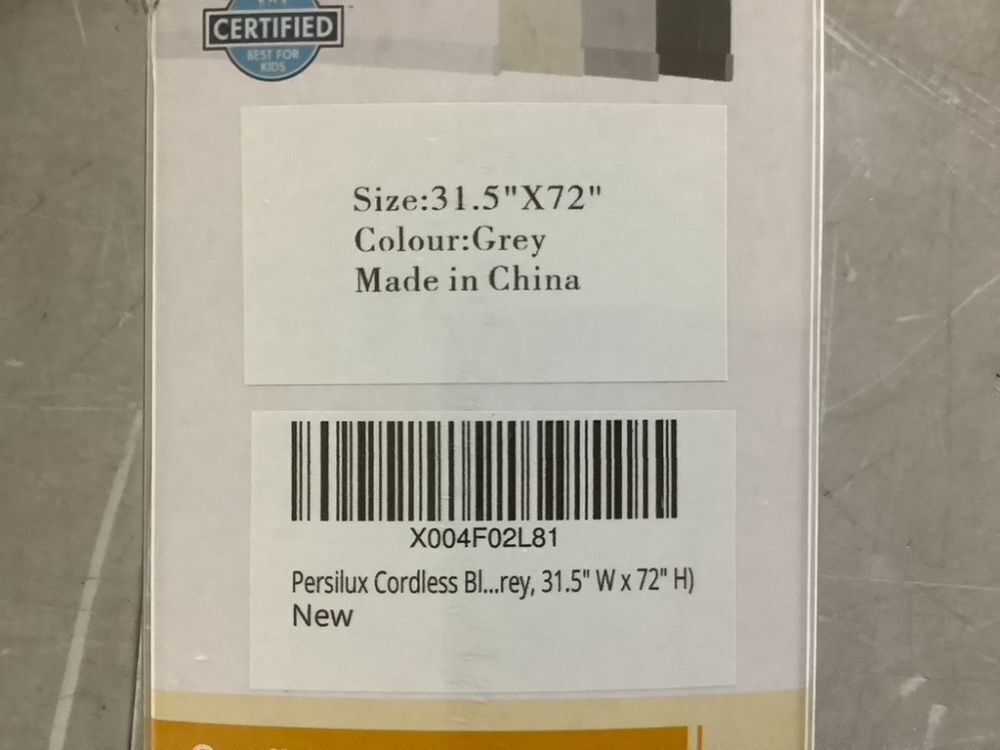 CERTIFIED
BEST FOR
KIDS
Size:31.5"X72"
Colour:Grey
Made in China
X004F02L81
Persilux Cordless Bl...rey, 31.5" W x 72" H)
New